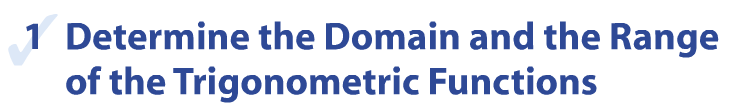 1 Determine the Domain and the Range
of the Trigonometric Functions